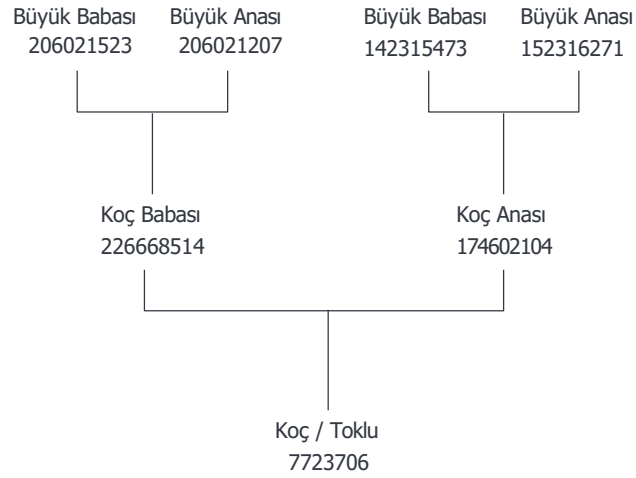 Büyük Babası Büyük Anası Büyük Babası Büyük Anası
206021523 206021207 142315473 152316271
Koç Babası Koç Anası
226668514 174602104
Koç / Toklu
7723706